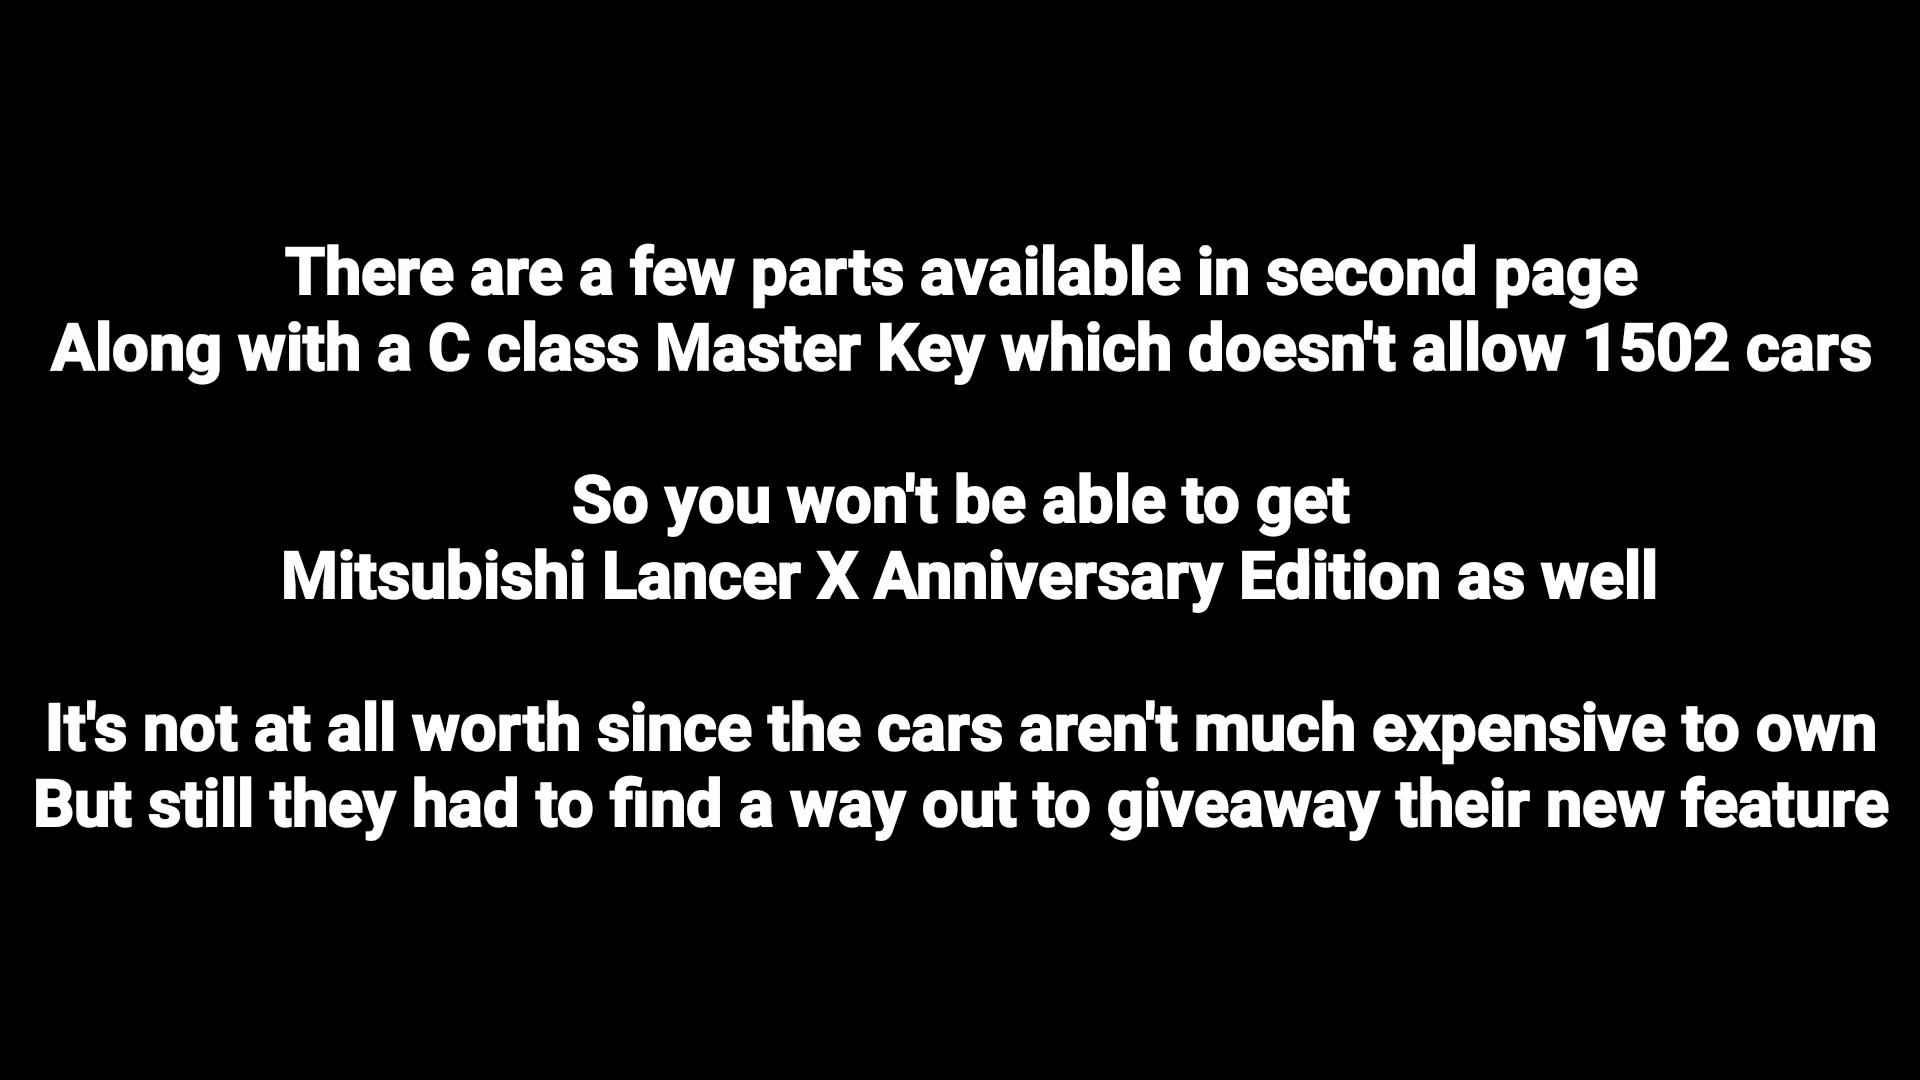 There are a few parts available in second page
Along with a C class Master Key which doesn't allow 1502 cars
So you won't be able to get
Mitsubishi Lancer X Anniversary Edition as well
It's not at all worth since the cars aren't much expensive to own
But still they had to find a way out to giveaway their new feature